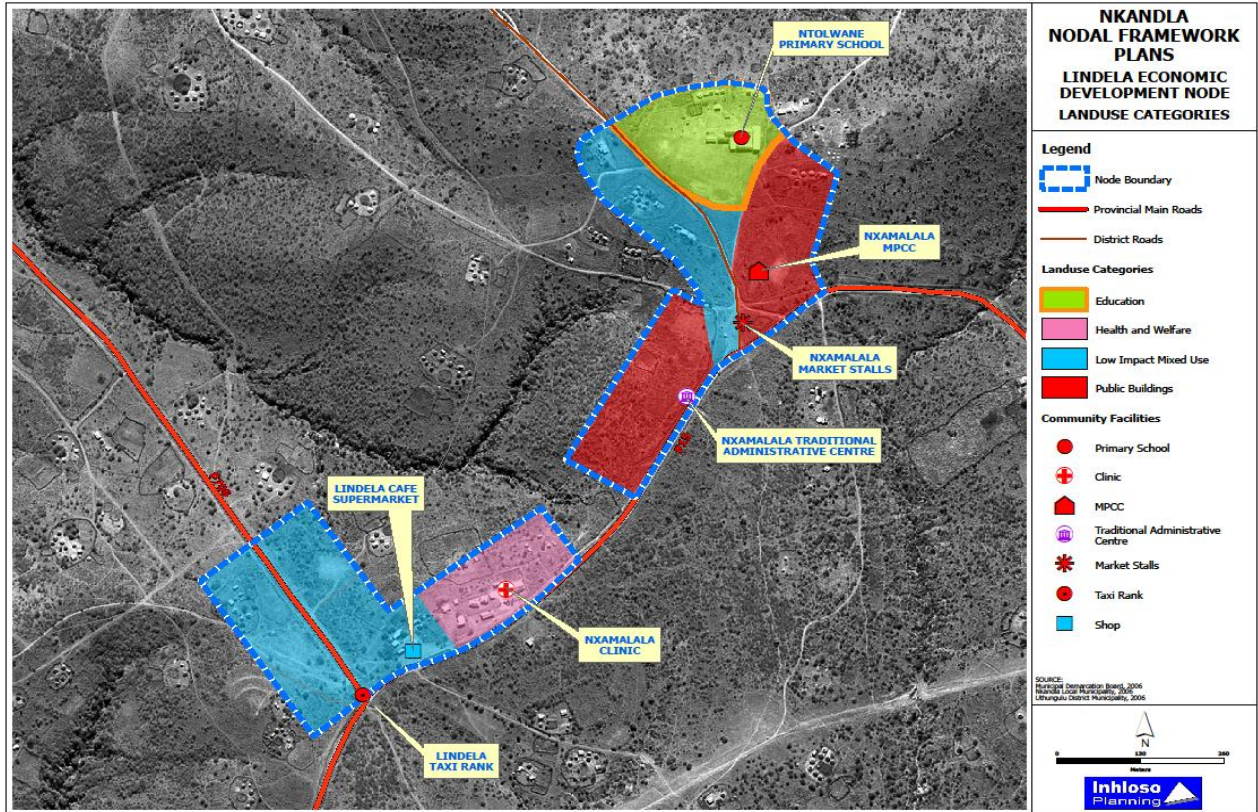 NTOLWANE
PRIMARY SCHOOL
NXAMALALA
MPCC
NXAMALALA
MARKET STALLS
NXAMALALA TRADITIONAL
ADMINISTRATIVE CENTRE
LINDELA CAFE
SUPERMARKET
NXAMALALA
CLINIC
LINDELA
TAXI RANK
NKANDLA
NODAL FRAMEWORK
PLANS
LINDELA ECONOMIC
DEVELOPMENT NODE
LANDUSE CATEGORIES
Legend
Node Boundary
Provincial Main Roads
District Roads
Landuse Categories
Education
Health and Welfare
Low Impact Mixed Use
Public Buildings
Community Facilities
Primary School
Clinic
MPCC
Traditional Administrative
Centre
Market Stalls
Taxi Rank
Shop
SOURCE:
Municipal Demarcation Board, 2006
Nkandla Local Municipality, 2006
Uthungulu District Municipality, 2006
N
0 130 260
Meters
Inhloso
Planning